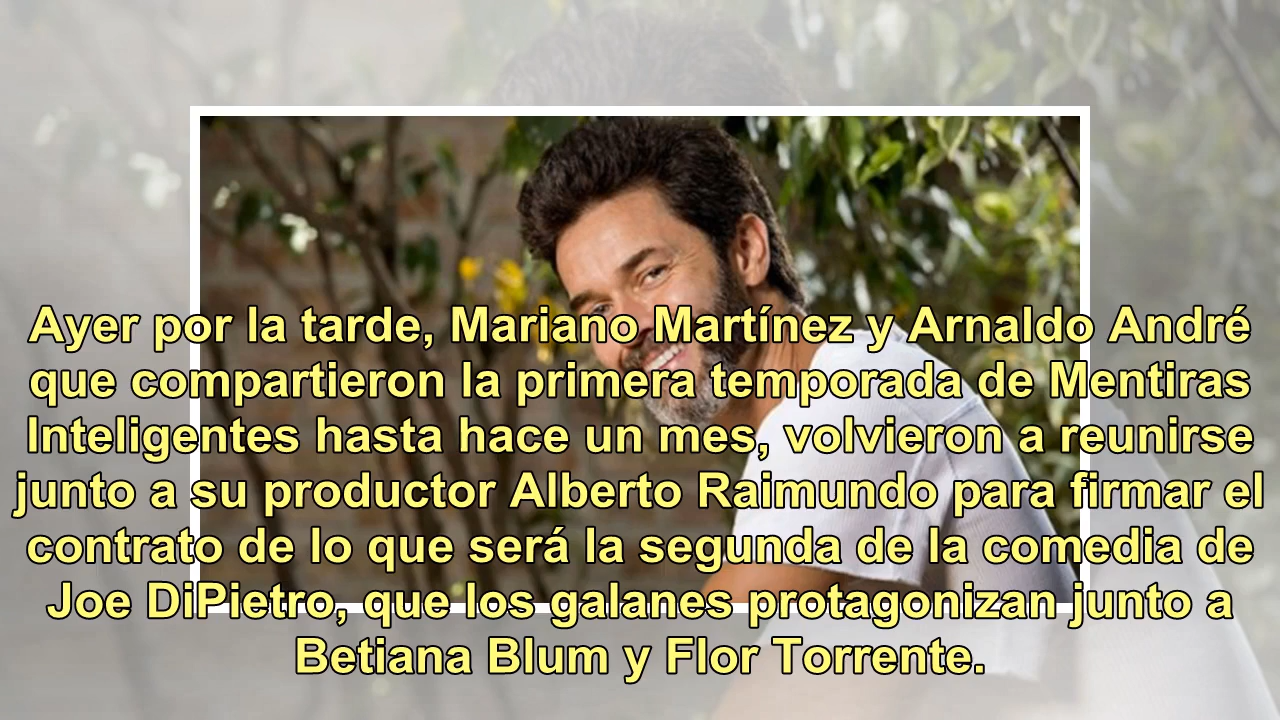 Ayer por la tarde, Mariano Martínez y Arnaldo André
que compartieron la primera temporada de Mentiras
Inteligentes hasta hace un mes, volvieron a reunirse
junto a su productor Alberto Raimundo para firmar el
contrato de lo que será la segunda de la comedia de
Joe DiPietro, que los galanes protagonizan junto a
Betiana Blum y Flor Torrente.